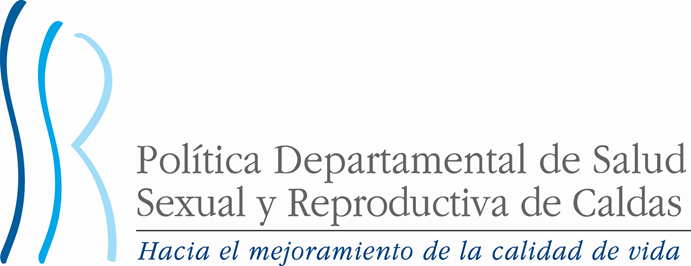 Política Departamental de Salud
Sexual y Reproductiva de Caldas
Hacia el mejoramiento de la calidad de vida